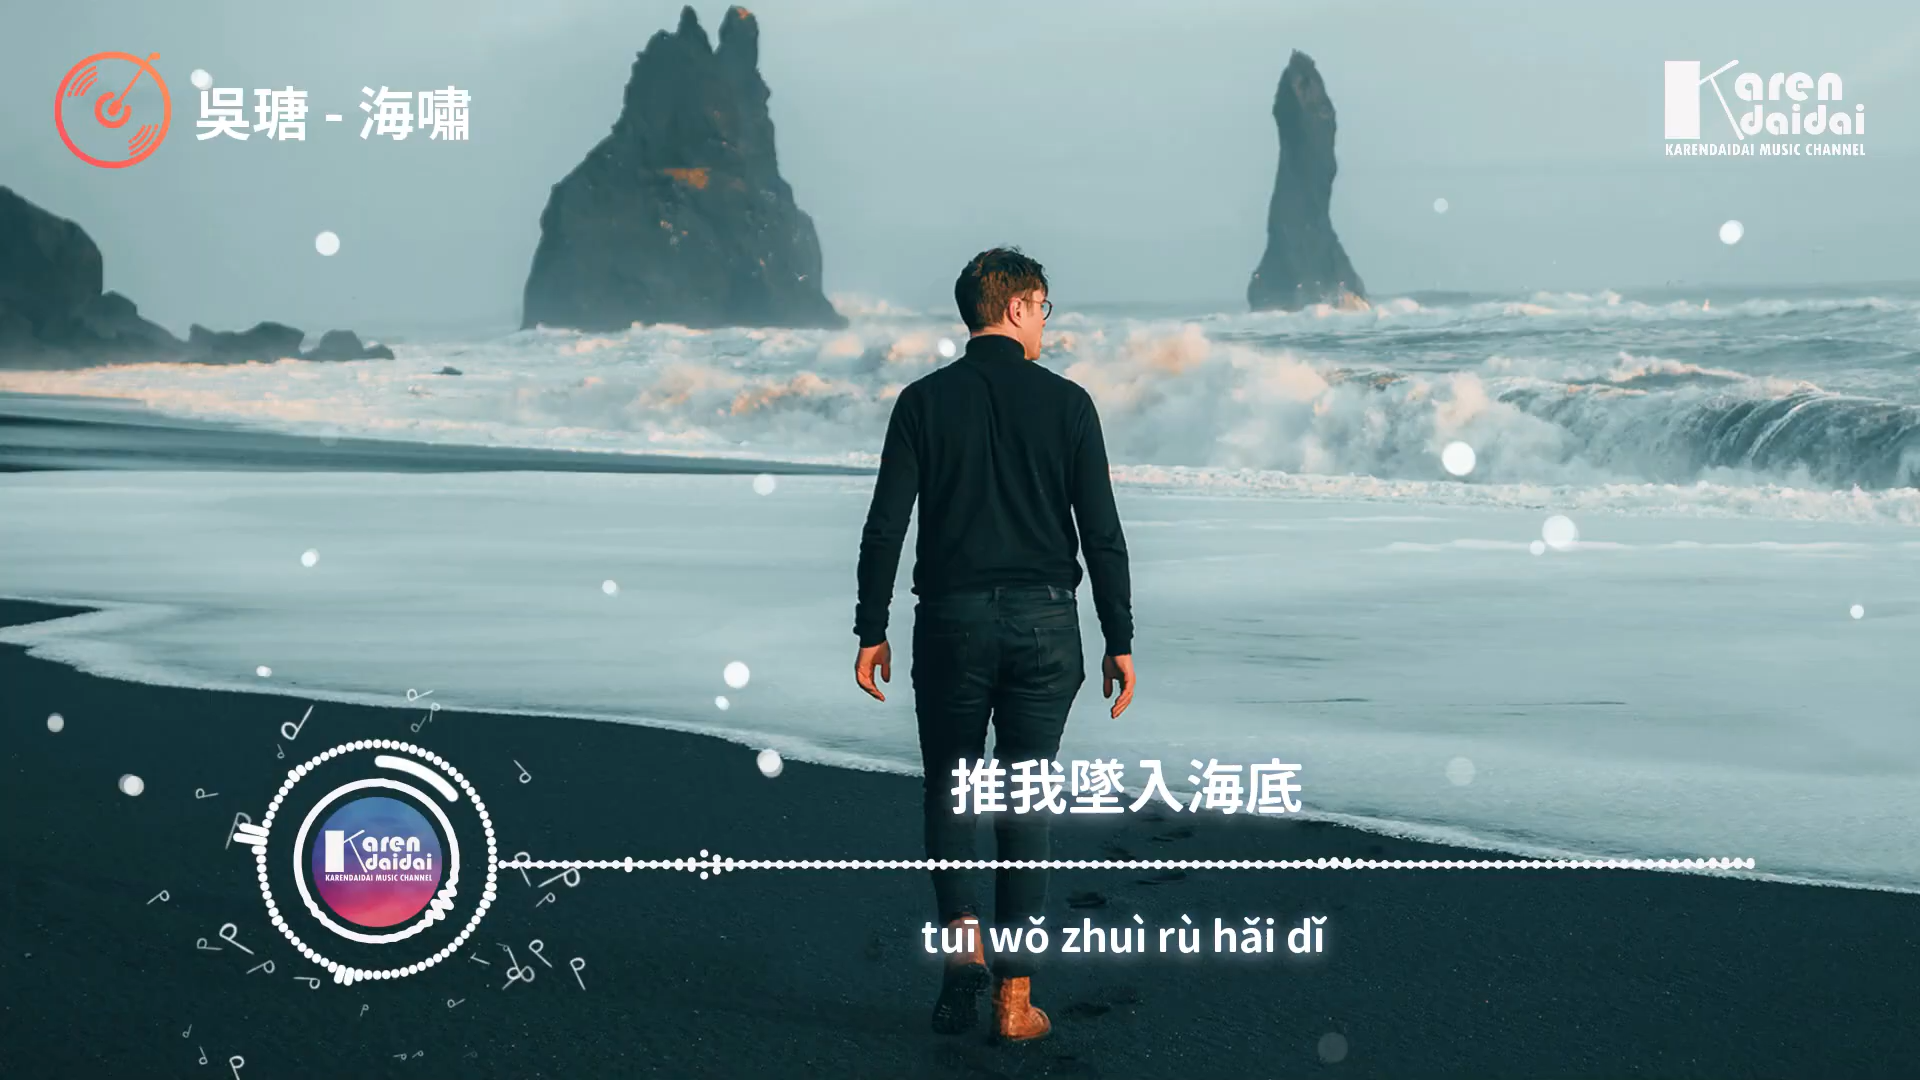 吳瑭 - 海嘯
Karen
daidai
KARENDAIDAI MUSIC CHANNEL
推我墜入海底
Karen
daidai
KARENDAIDAI MUSIC CHANNEL
tuī wǒ zhuì rù hǎi dǐ